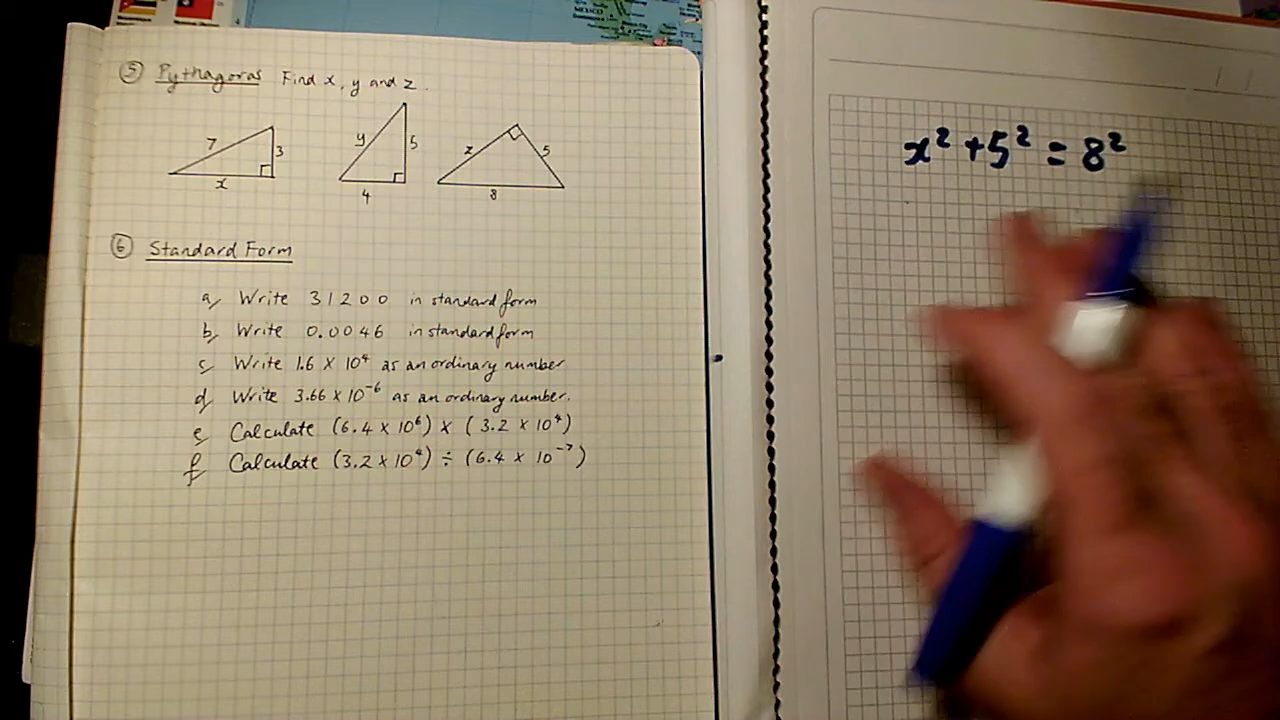 MEXICO
⑤ Pythagoras Find x, y and z.
7 3 x
y 5 4
z 5 8
⑥ Standard Form
a, Write 31200 in standard form
b, Write 0.0046 in standard form
c, Write 1.6 × 10⁴ as an ordinary number
d, Write 3.66 × 10⁻⁶ as an ordinary number.
e, Calculate (6.4 × 10⁶) × (3.2 × 10⁴)
f, Calculate (3.2 × 10⁴) ÷ (6.4 × 10⁻⁷)
x² + 5² = 8²